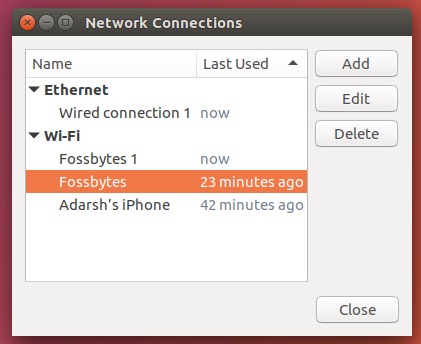 Network Connections
Name Last Used
Add
Ethernet
Edit
Wired connection 1 now
Delete
Wi-Fi
Fossbytes 1 now
Fossbytes 23 minutes ago
Adarsh's iPhone 42 minutes ago
Close